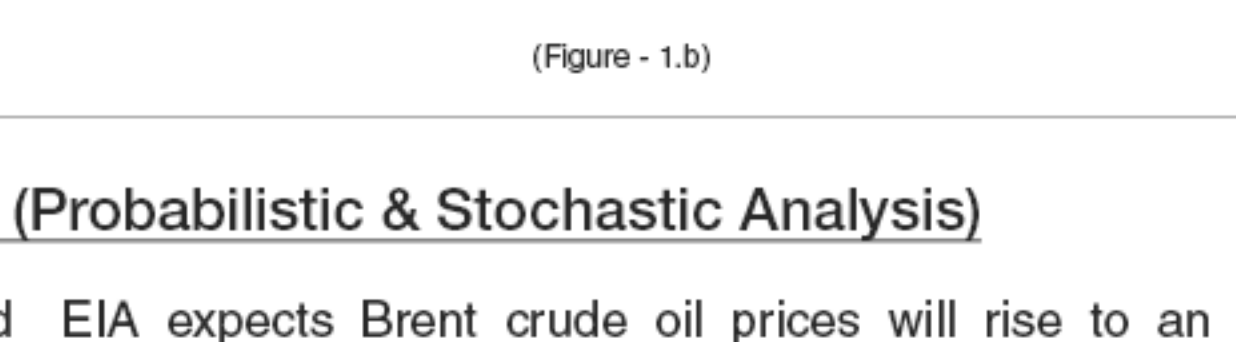 (Figure - 1.b)
(Probabilistic & Stochastic Analysis)
EIA expects Brent crude oil prices will rise to an